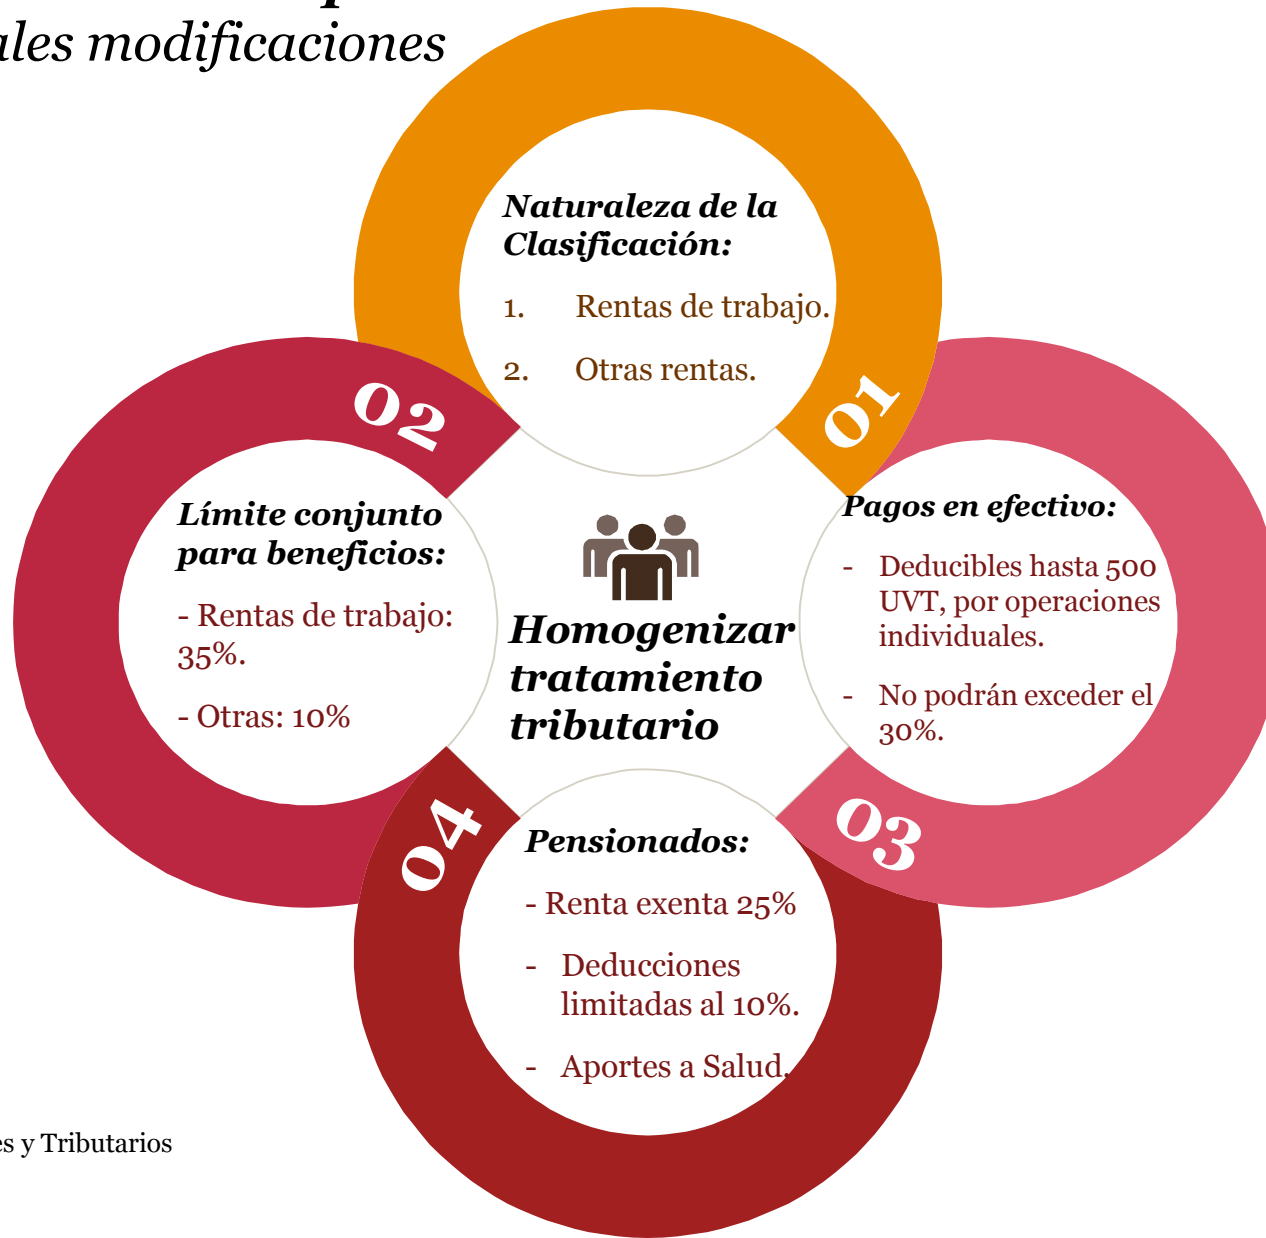 ales modificaciones
Naturaleza de la
Clasificación:
1. Rentas de trabajo.
2. Otras rentas.
01
02
Límite conjunto
para beneficios:
- Rentas de trabajo:
35%.
- Otras: 10%
Homogenizar
tratamiento
tributario
Pagos en efectivo:
- Deducibles hasta 500
UVT, por operaciones
individuales.
- No podrán exceder el
30%.
03
04
Pensionados:
- Renta exenta 25%
- Deducciones
limitadas al 10%.
- Aportes a Salud.
es y Tributarios